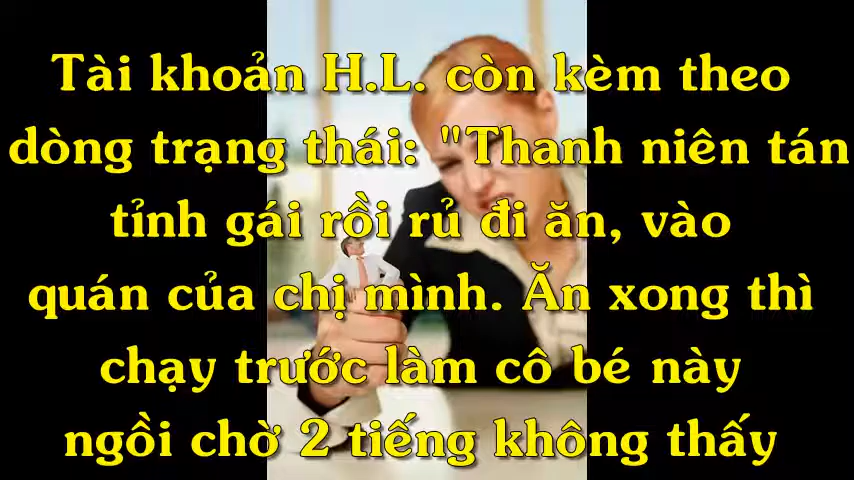 Tài khoản H.L. còn kèm theo
dòng trạng thái: "Thanh niên tán
tỉnh gái rồi rủ đi ăn, vào
quán của chị mình. Ăn xong thì
chạy trước làm cô bé này
ngồi chờ 2 tiếng không thấy